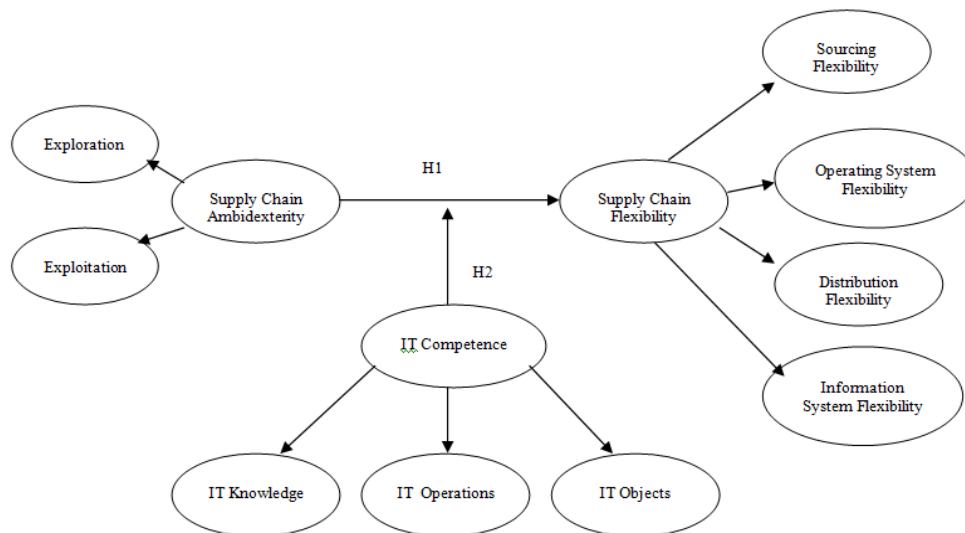 Sourcing
Flexibility
Exploration
H1
Operating System
Flexibility
Supply Chain
Ambidexterity
Supply Chain
Flexibility
Exploitation
H2
Distribution
Flexibility
IT Competence
Information
System Flexibility
IT Knowledge
IT Operations
IT Objects